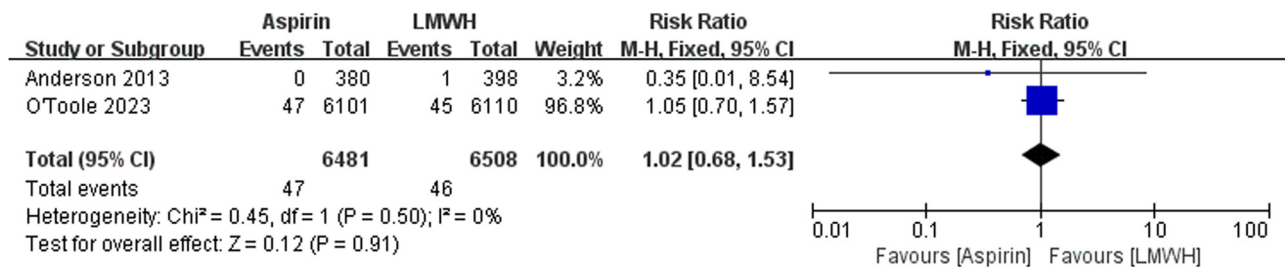 Aspirin LMWH Risk Ratio Risk Ratio
Study or Subgroup Events Total Events Total Weight M-H, Fixed, 95% CI M-H, Fixed, 95% CI
Anderson 2013 0 380 1 398 3.2% 0.35 [0.01, 8.54]
O'Toole 2023 47 6101 45 6110 96.8% 1.05 [0.70, 1.57]
Total (95% CI) 6481 6508 100.0% 1.02 [0.68, 1.53]
Total events 47 46
Heterogeneity: Chi² = 0.45, df = 1 (P = 0.50); I² = 0%
Test for overall effect: Z = 0.12 (P = 0.91)
0.01 0.1 1 10 100
Favours [Aspirin] Favours [LMWH]